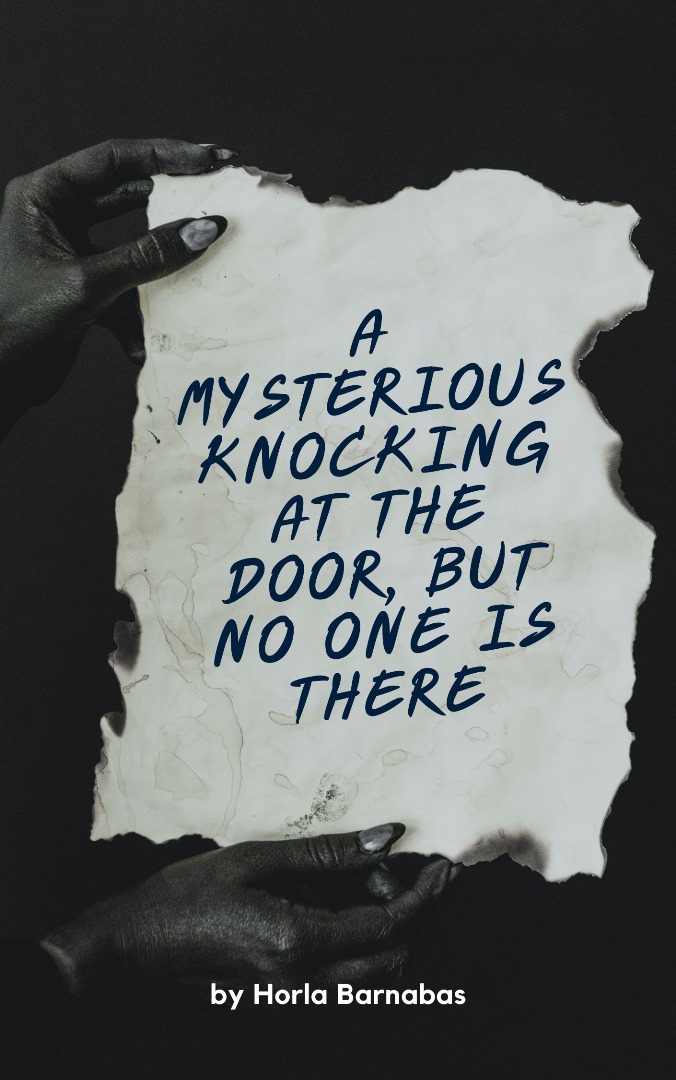 A
MYSTERIOUS
KNOCKING
AT THE
DOOR, BUT
NO ONE IS
THERE
by Horla Barnabas